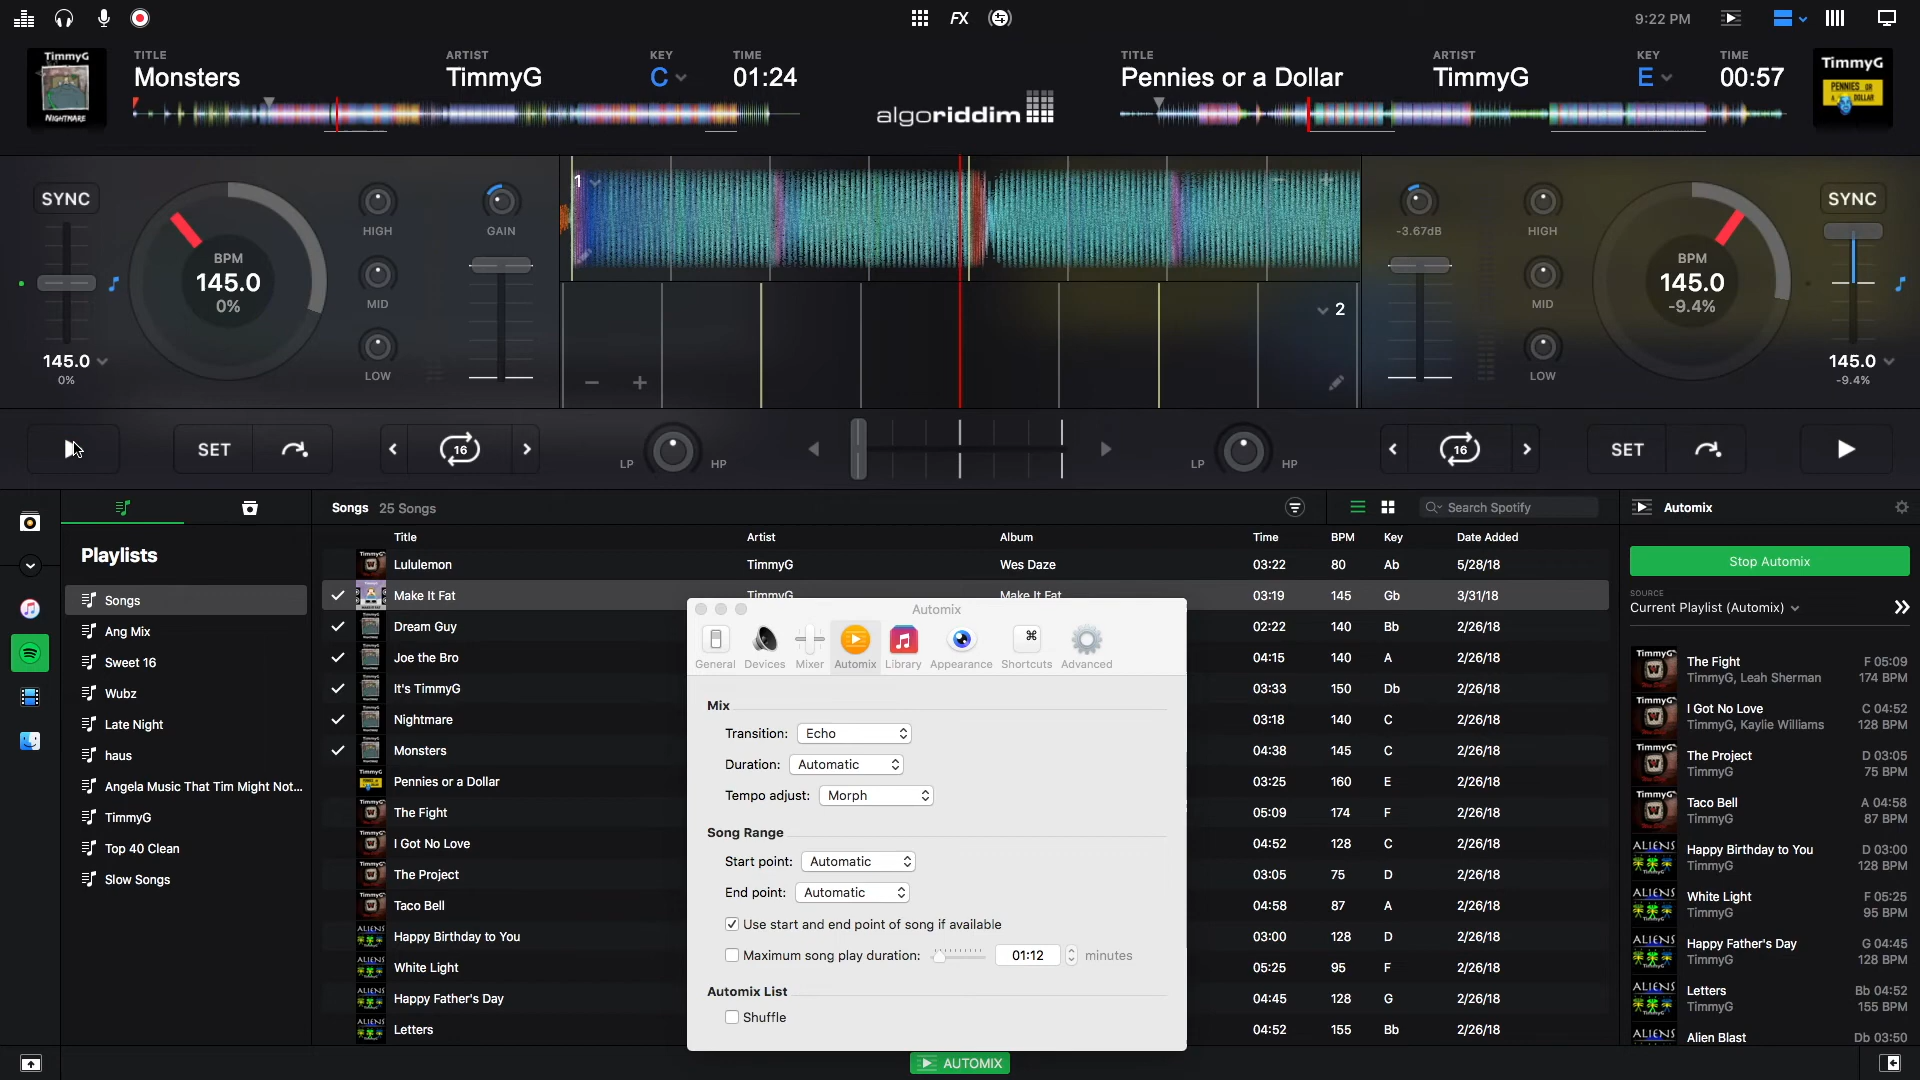 FX
9:22 PM
TimmyG
NIGHTMARE
TITLE
Monsters
ARTIST
TimmyG
KEY
C
TIME
01:24
algoriddim
TITLE
Pennies or a Dollar
ARTIST
TimmyG
KEY
E
TIME
00:57
TimmyG
PENNIES OR
A DOLLAR
SYNC
145.0
0%
BPM
145.0
0%
HIGH
MID
LOW
GAIN
1
2
-3.67dB
HIGH
MID
LOW
BPM
145.0
-9.4%
SYNC
145.0
-9.4%
SET
16
LP
HP
LP
HP
16
SET
Playlists
Songs
Ang Mix
Sweet 16
Wubz
Late Night
haus
Angela Music That Tim Might Not...
TimmyG
Top 40 Clean
Slow Songs
Songs 25 Songs
Search Spotify
Title Artist Album Time BPM Key Date Added
Lululemon TimmyG Wes Daze 03:22 80 Ab 5/28/18
Make It Fat TimmyG Make It Fat 03:19 145 Gb 3/31/18
Dream Guy 02:22 140 Bb 2/26/18
Joe the Bro 04:15 140 A 2/26/18
It's TimmyG 03:33 150 Db 2/26/18
Nightmare 03:18 140 C 2/26/18
Monsters 04:38 145 C 2/26/18
Pennies or a Dollar 03:25 160 E 2/26/18
The Fight 05:09 174 F 2/26/18
I Got No Love 04:52 128 C 2/26/18
The Project 03:05 75 D 2/26/18
Taco Bell 04:58 87 A 2/26/18
Happy Birthday to You 03:00 128 D 2/26/18
White Light 05:25 95 F 2/26/18
Happy Father's Day 04:45 128 G 2/26/18
Letters 04:52 155 Bb 2/26/18
Automix
General Devices Mixer Automix Library Appearance Shortcuts Advanced
Mix
Transition: Echo
Duration: Automatic
Tempo adjust: Morph
Song Range
Start point: Automatic
End point: Automatic
Use start and end point of song if available
Maximum song play duration: 01:12 minutes
Automix List
Shuffle
AUTOMIX
Automix
Stop Automix
SOURCE
Current Playlist (Automix)
The Fight F 05:09
TimmyG, Leah Sherman 174 BPM
I Got No Love C 04:52
TimmyG, Kaylie Williams 128 BPM
The Project D 03:05
TimmyG 75 BPM
Taco Bell A 04:58
TimmyG 87 BPM
Happy Birthday to You D 03:00
TimmyG 128 BPM
White Light F 05:25
TimmyG 95 BPM
Happy Father's Day G 04:45
TimmyG 128 BPM
Letters Bb 04:52
TimmyG 155 BPM
Alien Blast Db 03:50